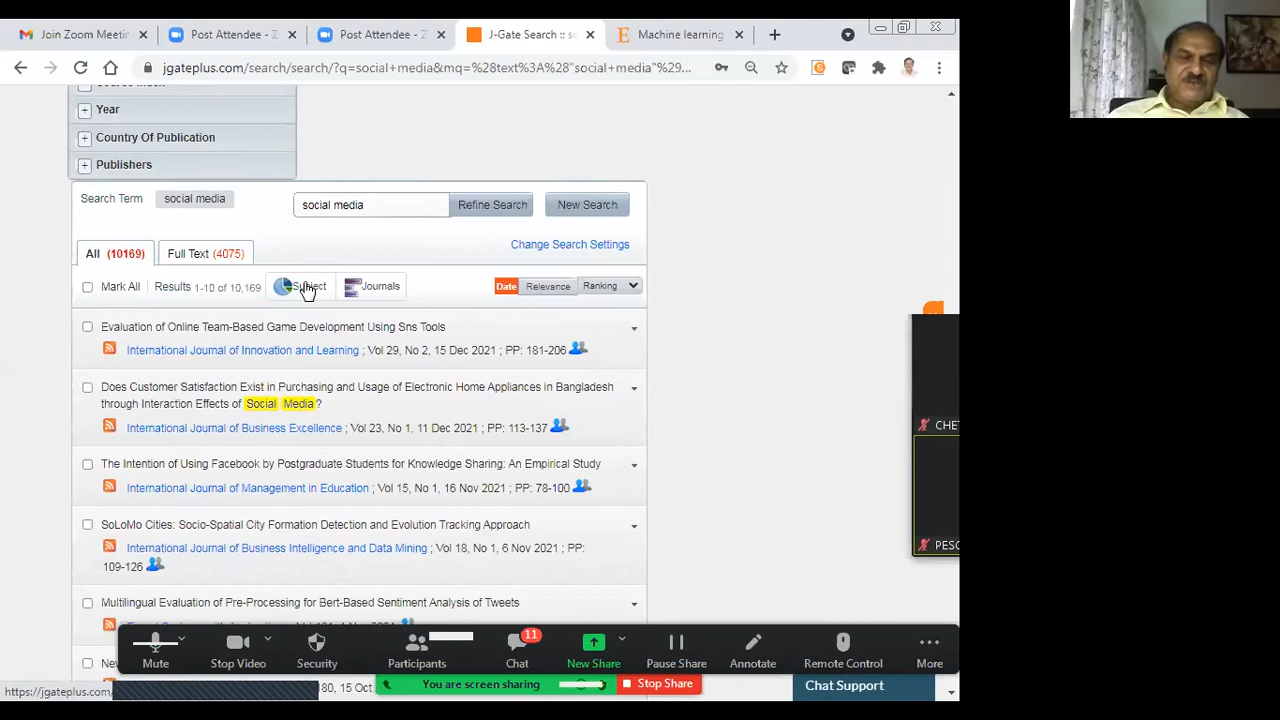 Join Zoom Meetin
Post Attendee - Z
Post Attendee - Z
J-Gate Search :: so
Machine learning
jgateplus.com/search/search/?q=social+media&mq=%28text%3A%28"social+media"%29...
Year
Country Of Publication
Publishers
Search Term social media
social media Refine Search New Search
Change Search Settings
All (10169) Full Text (4075)
Mark All Results 1-10 of 10,169 Subject Journals Date Relevance Ranking
Evaluation of Online Team-Based Game Development Using Sns Tools
International Journal of Innovation and Learning ; Vol 29, No 2, 15 Dec 2021 ; PP: 181-206
Does Customer Satisfaction Exist in Purchasing and Usage of Electronic Home Appliances in Bangladesh
through Interaction Effects of Social Media ?
International Journal of Business Excellence ; Vol 23, No 1, 11 Dec 2021 ; PP: 113-137
The Intention of Using Facebook by Postgraduate Students for Knowledge Sharing: An Empirical Study
International Journal of Management in Education ; Vol 15, No 1, 16 Nov 2021 ; PP: 78-100
SoLoMo Cities: Socio-Spatial City Formation Detection and Evolution Tracking Approach
International Journal of Business Intelligence and Data Mining ; Vol 18, No 1, 6 Nov 2021 ; PP:
109-126
Multilingual Evaluation of Pre-Processing for Bert-Based Sentiment Analysis of Tweets
CHE
PESC
11
Mute Stop Video Security Participants Chat New Share Pause Share Annotate Remote Control More
You are screen sharing Stop Share
https://jgateplus.com/
180, 15 Oct
Chat Support